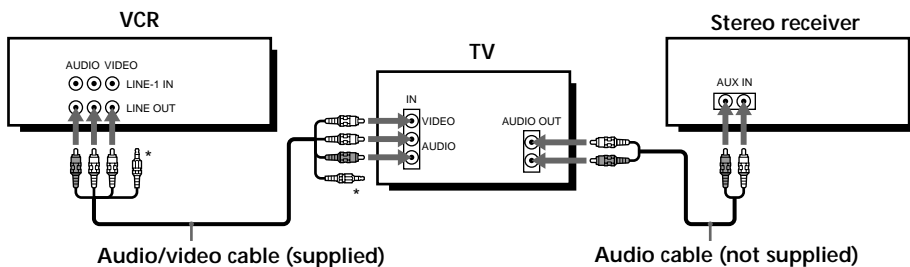 VCR
TV
Stereo receiver
AUDIO VIDEO
LINE-1 IN
LINE OUT
*
IN
VIDEO
AUDIO
*
AUDIO OUT
AUX IN
Audio/video cable (supplied)
Audio cable (not supplied)